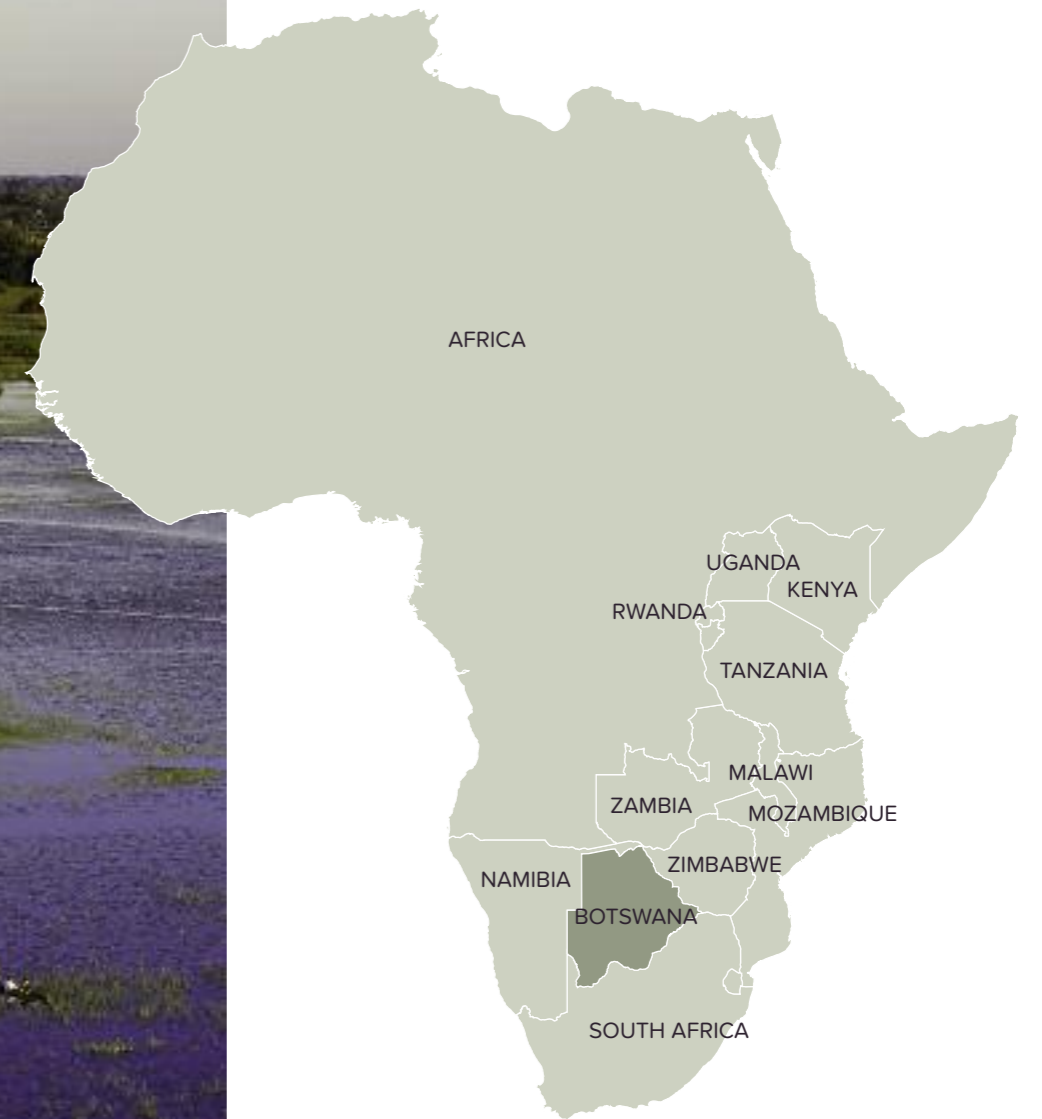 AFRICA
UGANDA
KENYA
RWANDA
TANZANIA
MALAWI
ZAMBIA
MOZAMBIQUE
ZIMBABWE
NAMIBIA
BOTSWANA
SOUTH AFRICA